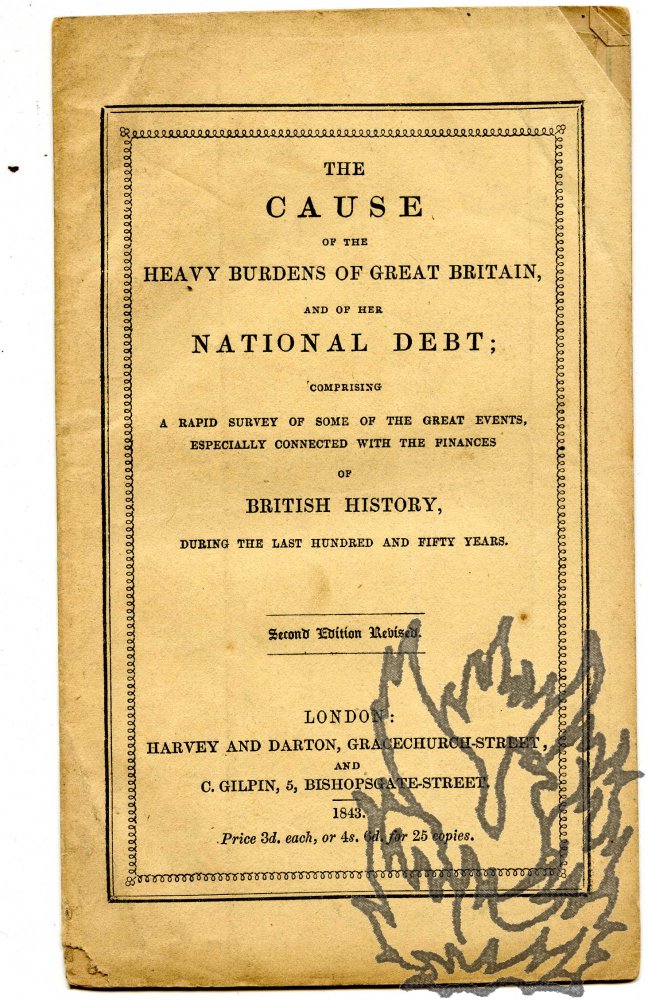 THE
CAUSE
OF THE
HEAVY BURDENS OF GREAT BRITAIN,
AND OF HER
NATIONAL DEBT;
COMPRISING
A RAPID SURVEY OF SOME OF THE GREAT EVENTS,
ESPECIALLY CONNECTED WITH THE FINANCES
OF
BRITISH HISTORY,
DURING THE LAST HUNDRED AND FIFTY YEARS.
Second Edition Revised.
LONDON:
HARVEY AND DARTON, GRACECHURCH-STREET,
AND
C. GILPIN, 5, BISHOPSGATE-STREET.
1843.
Price 3d. each, or 4s. 6d. for 25 copies.